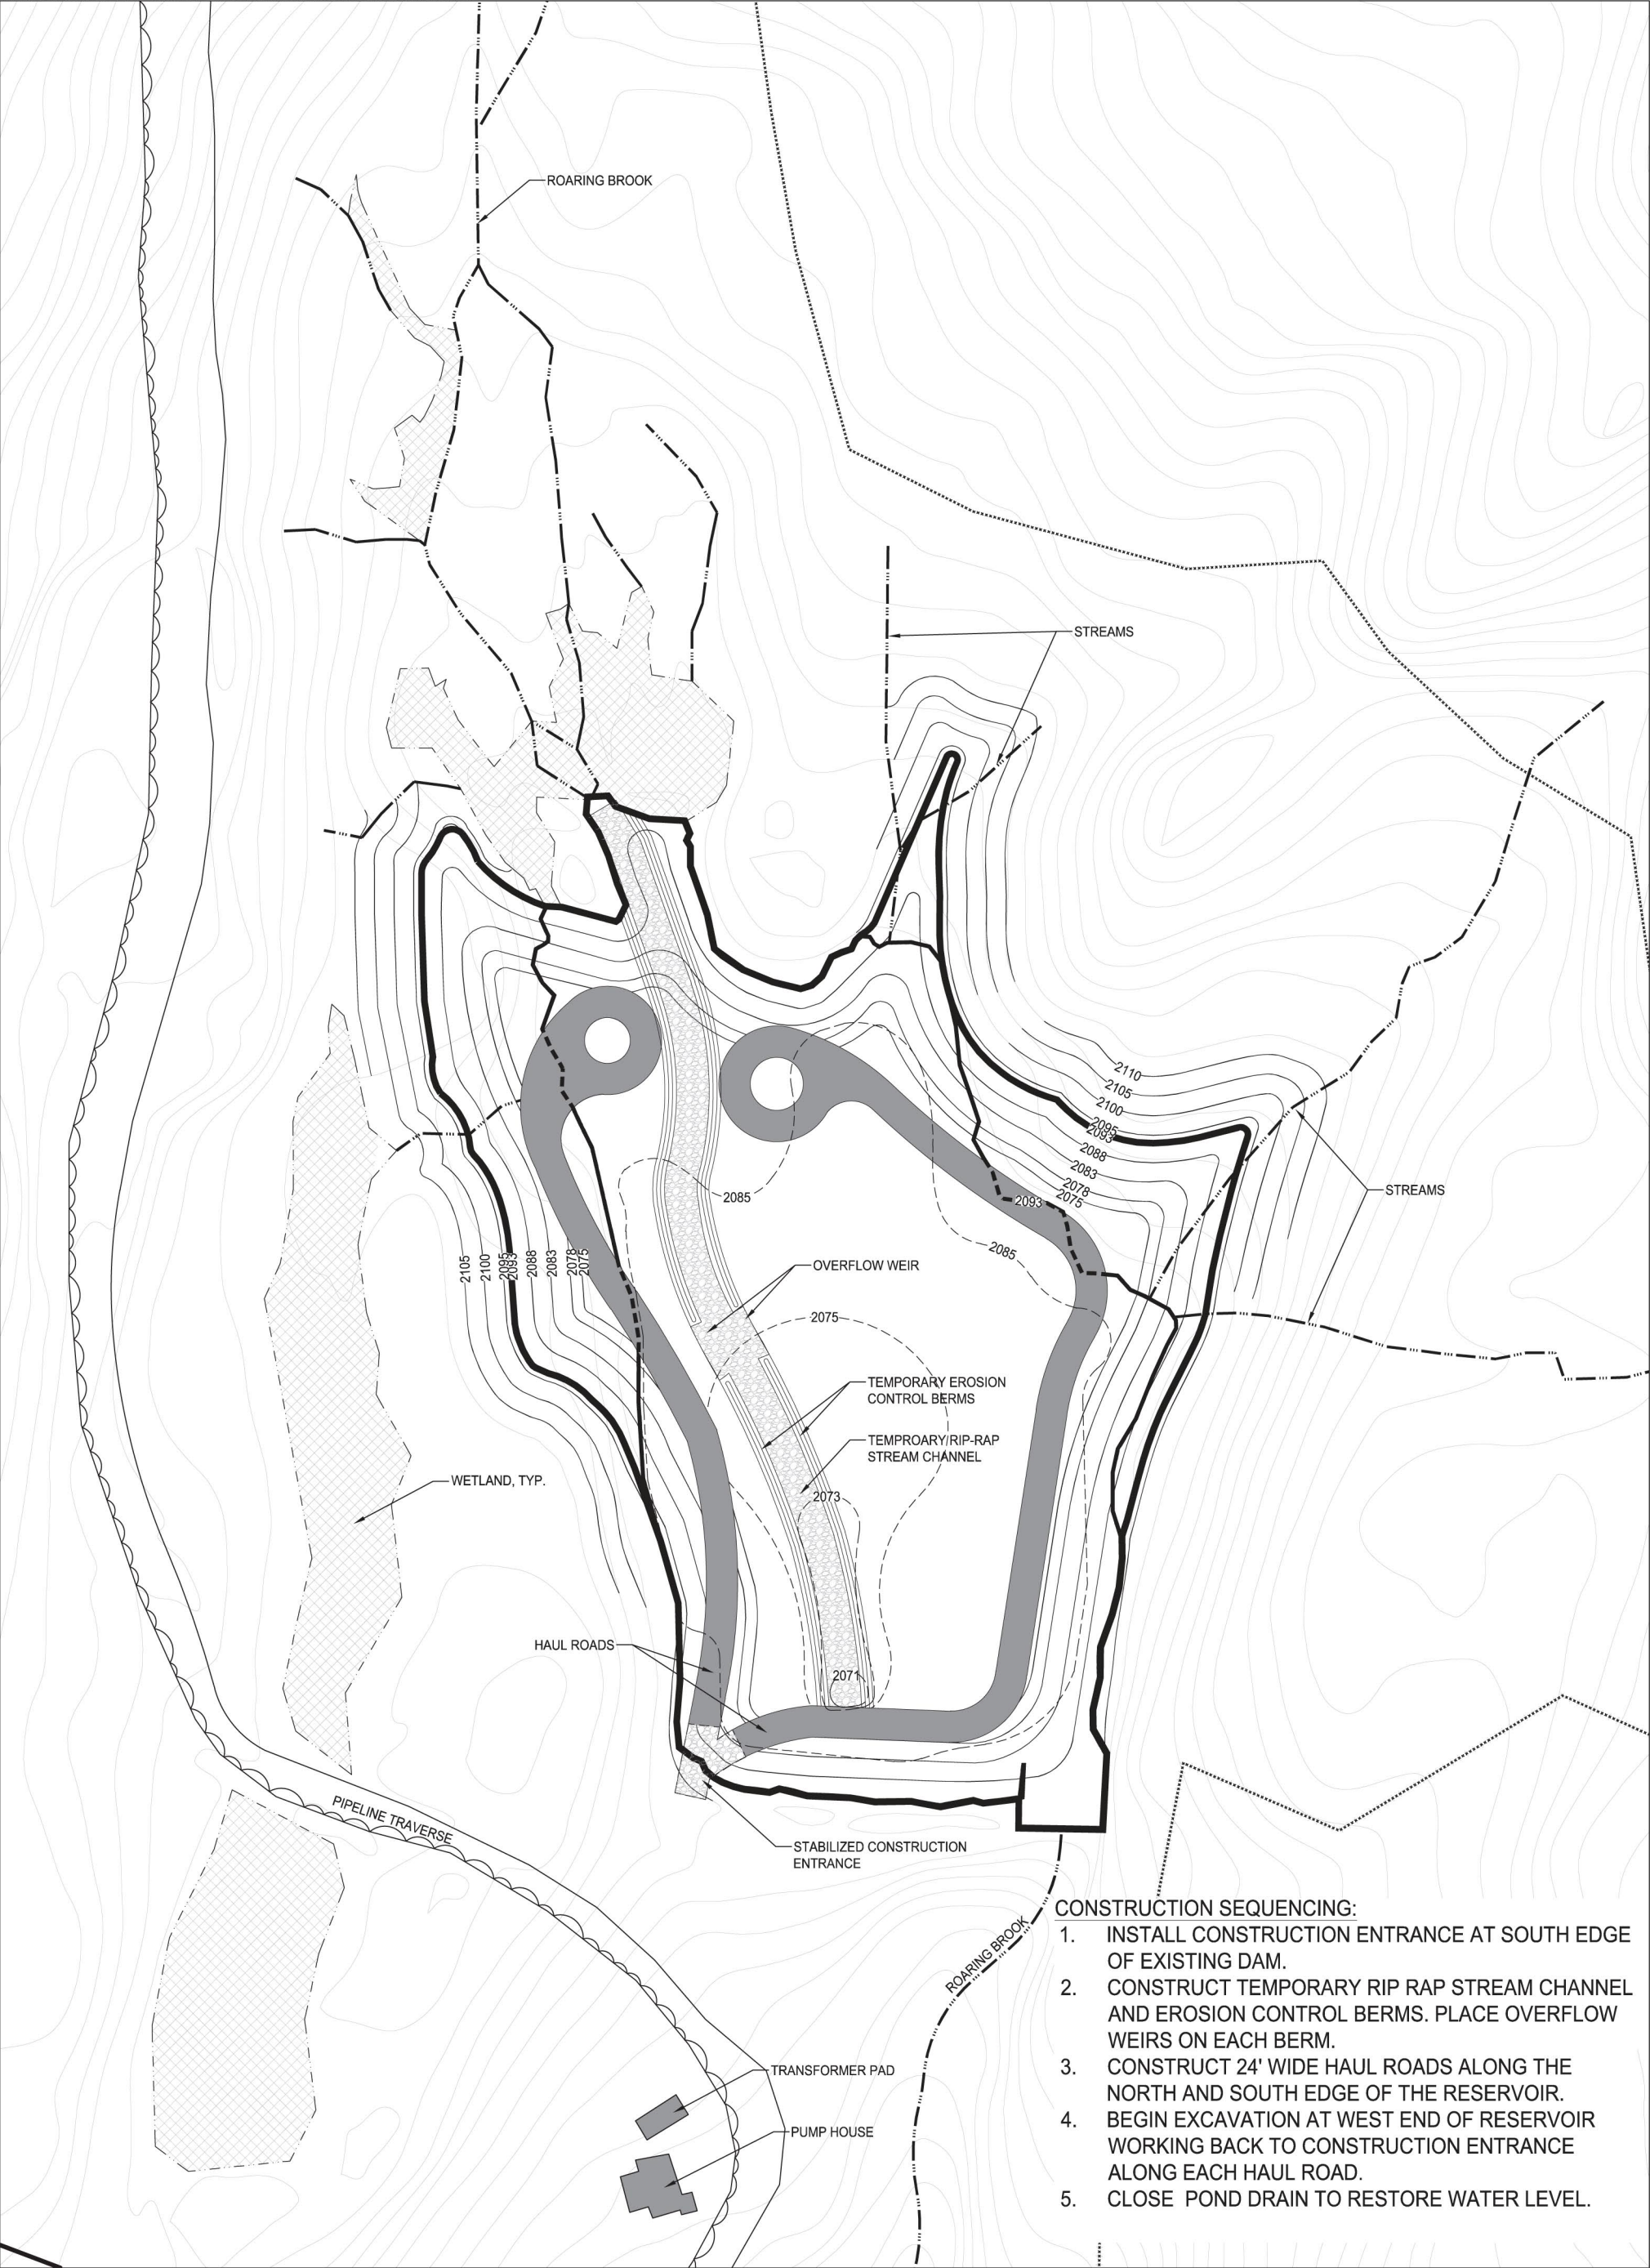 ROARING BROOK
STREAMS
2110
2105
2100
2095
2093
2088
2083
2078
2075
2093
STREAMS
2085
2085
2105
2100
2095
2093
2088
2083
2078
2075
OVERFLOW WEIR
2075
TEMPORARY EROSION
CONTROL BERMS
TEMPROARY RIP-RAP
STREAM CHANNEL
WETLAND, TYP.
2073
HAUL ROADS
2071
PIPELINE TRAVERSE
STABILIZED CONSTRUCTION
ENTRANCE
ROARING BROOK
CONSTRUCTION SEQUENCING:
1. INSTALL CONSTRUCTION ENTRANCE AT SOUTH EDGE
OF EXISTING DAM.
2. CONSTRUCT TEMPORARY RIP RAP STREAM CHANNEL
AND EROSION CONTROL BERMS. PLACE OVERFLOW
WEIRS ON EACH BERM.
3. CONSTRUCT 24' WIDE HAUL ROADS ALONG THE
NORTH AND SOUTH EDGE OF THE RESERVOIR.
4. BEGIN EXCAVATION AT WEST END OF RESERVOIR
WORKING BACK TO CONSTRUCTION ENTRANCE
ALONG EACH HAUL ROAD.
5. CLOSE POND DRAIN TO RESTORE WATER LEVEL.
TRANSFORMER PAD
PUMP HOUSE